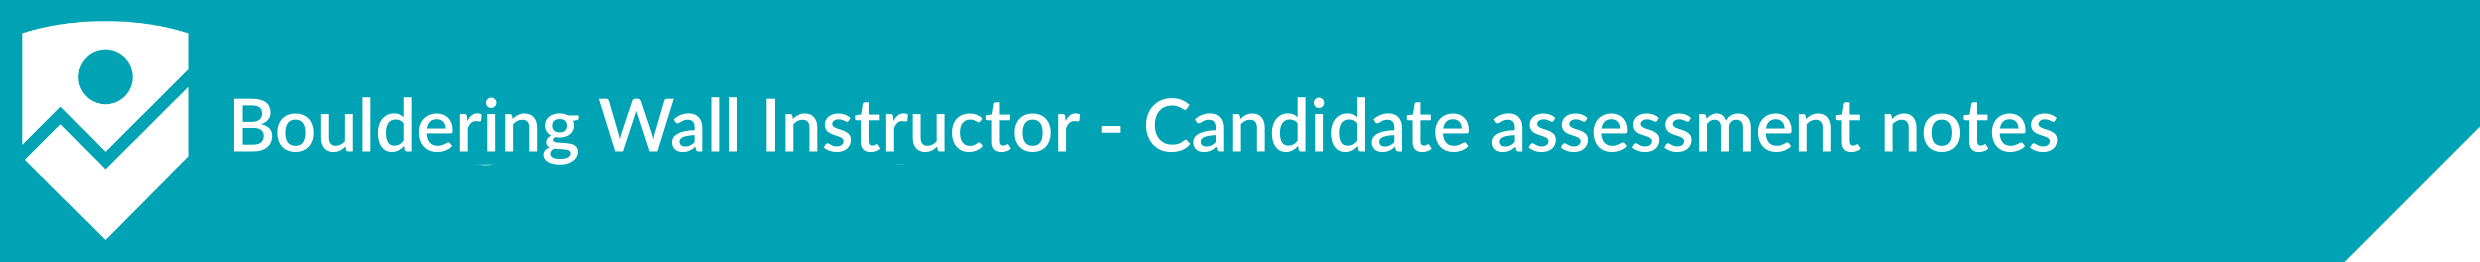 Bouldering Wall Instructor - Candidate assessment notes